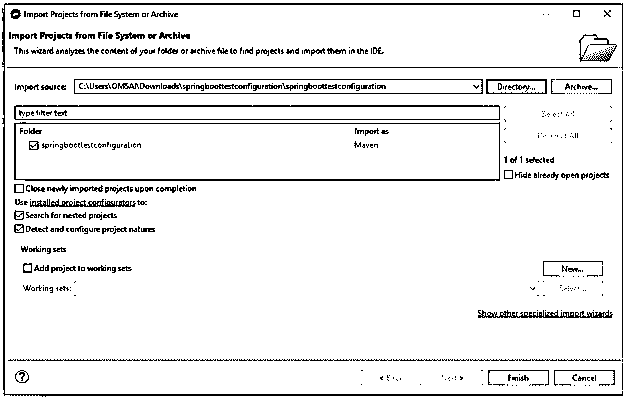 Import Projects from File System or Archive
Import Projects from File System or Archive
This wizard analyzes the content of your folder or archive file to find projects and import them in the IDE.
Import source: C:\Users\OMSAI\Downloads\springboottestconfiguration\springboottestconfiguration Directory... Archive...
type filter text Select All
Folder Import as Deselect All
springboottestconfiguration Maven
1 of 1 selected
Hide already open projects
Close newly imported projects upon completion
Use installed project configurators to:
Search for nested projects
Detect and configure project natures
Working sets
Add project to working sets New...
Working sets: Select...
Show other specialized import wizards
< Back Next > Finish Cancel